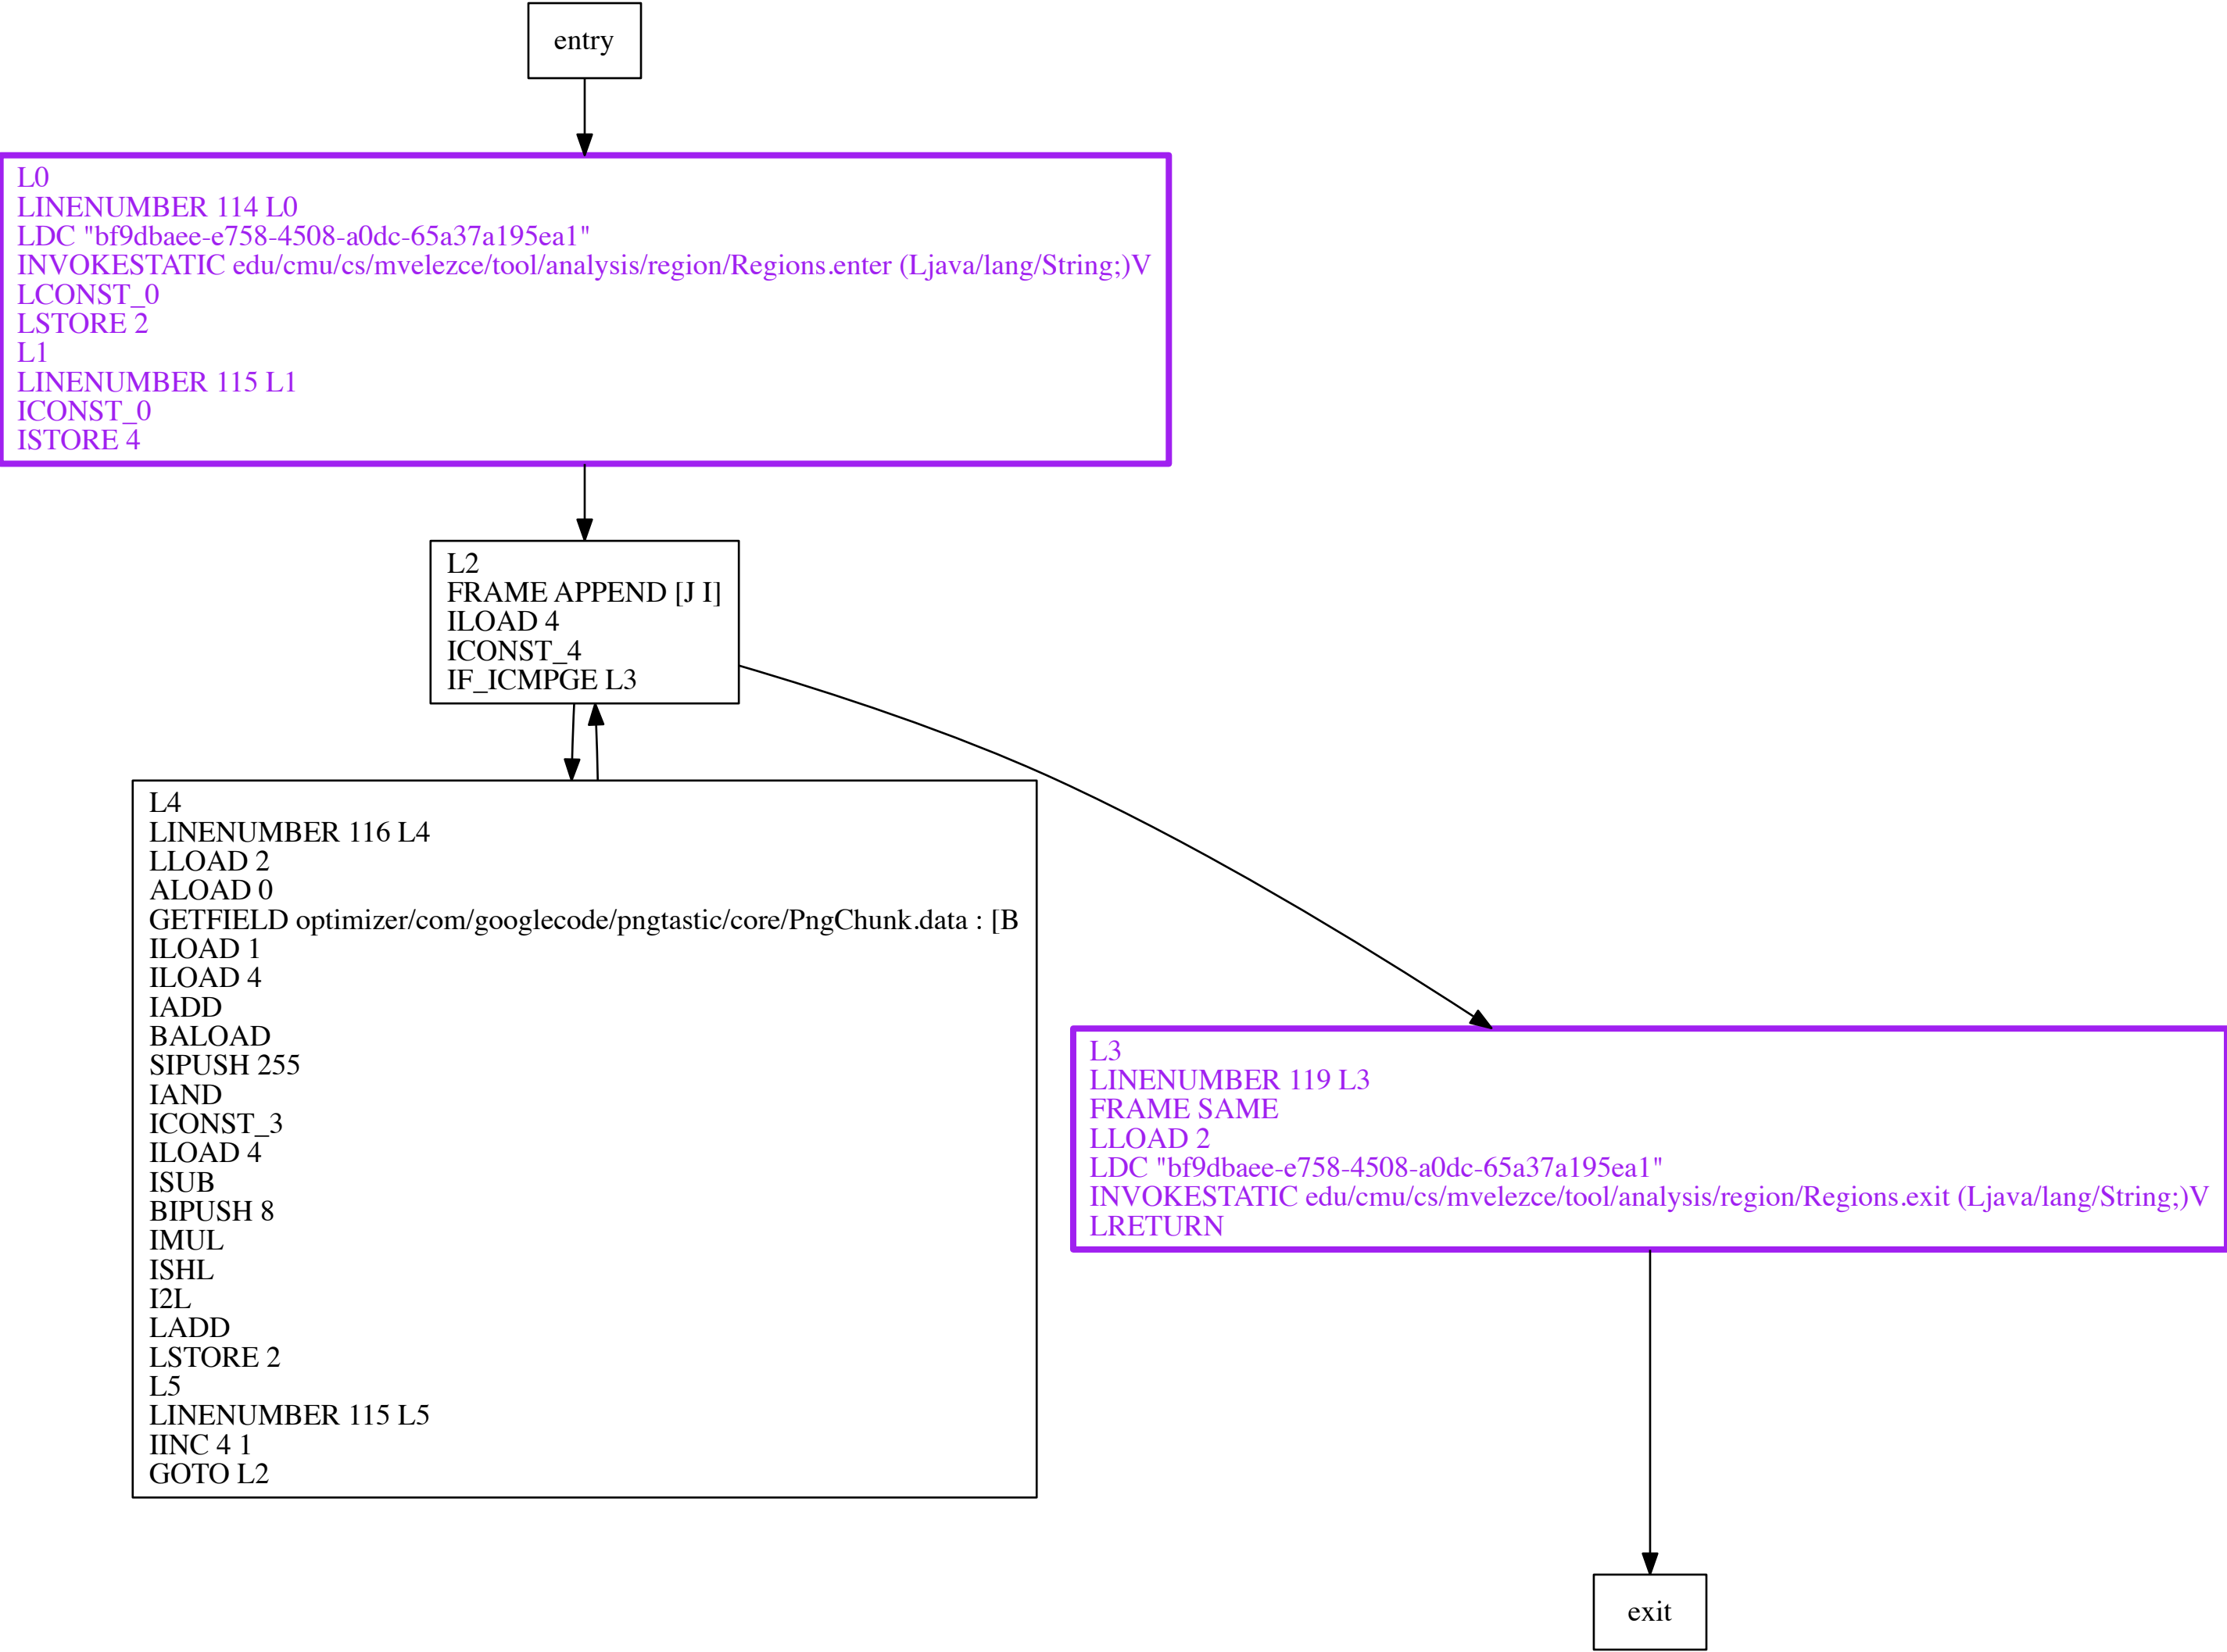 entry
L0
LINENUMBER 114 L0
LDC "bf9dbaee-e758-4508-a0dc-65a37a195ea1"
INVOKESTATIC edu/cmu/cs/mvelezce/tool/analysis/region/Regions.enter (Ljava/lang/String;)V
LCONST_0
LSTORE 2
L1
LINENUMBER 115 L1
ICONST_0
ISTORE 4
L2
FRAME APPEND [J I]
ILOAD 4
ICONST_4
IF_ICMPGE L3
L4
LINENUMBER 116 L4
LLOAD 2
ALOAD 0
GETFIELD optimizer/com/googlecode/pngtastic/core/PngChunk.data : [B
ILOAD 1
ILOAD 4
IADD
BALOAD
SIPUSH 255
IAND
ICONST_3
ILOAD 4
ISUB
BIPUSH 8
IMUL
ISHL
I2L
LADD
LSTORE 2
L5
LINENUMBER 115 L5
IINC 4 1
GOTO L2
L3
LINENUMBER 119 L3
FRAME SAME
LLOAD 2
LDC "bf9dbaee-e758-4508-a0dc-65a37a195ea1"
INVOKESTATIC edu/cmu/cs/mvelezce/tool/analysis/region/Regions.exit (Ljava/lang/String;)V
LRETURN
exit